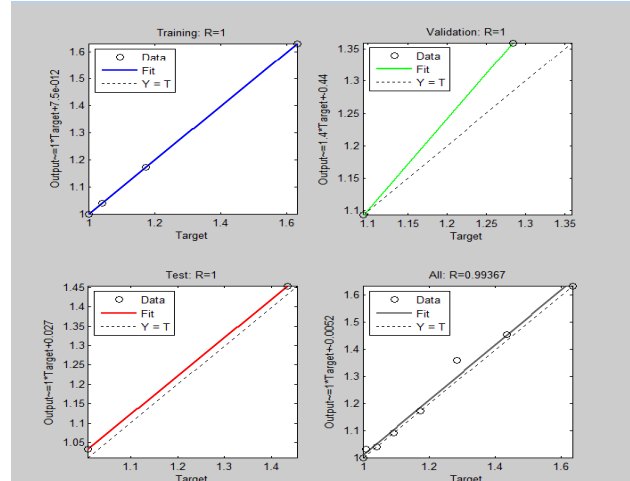 Training: R=1
Output~=1*Target+7.5e-012
1.6
1.5
1.4
1.3
1.2
1.1
1
Data
Fit
Y = T
1
1.2
1.4
1.6
Target
Validation: R=1
Output~=1.4*Target+-0.44
1.35
1.3
1.25
1.2
1.15
1.1
Data
Fit
Y = T
1.1
1.15
1.2
1.25
1.3
1.35
Target
Test: R=1
Output~=1*Target+0.027
1.45
1.4
1.35
1.3
1.25
1.2
1.15
1.1
1.05
Data
Fit
Y = T
1.1
1.2
1.3
1.4
Target
All: R=0.99367
Output~=1*Target+-0.0052
1.6
1.5
1.4
1.3
1.2
1.1
1
Data
Fit
Y = T
1
1.2
1.4
1.6
Target